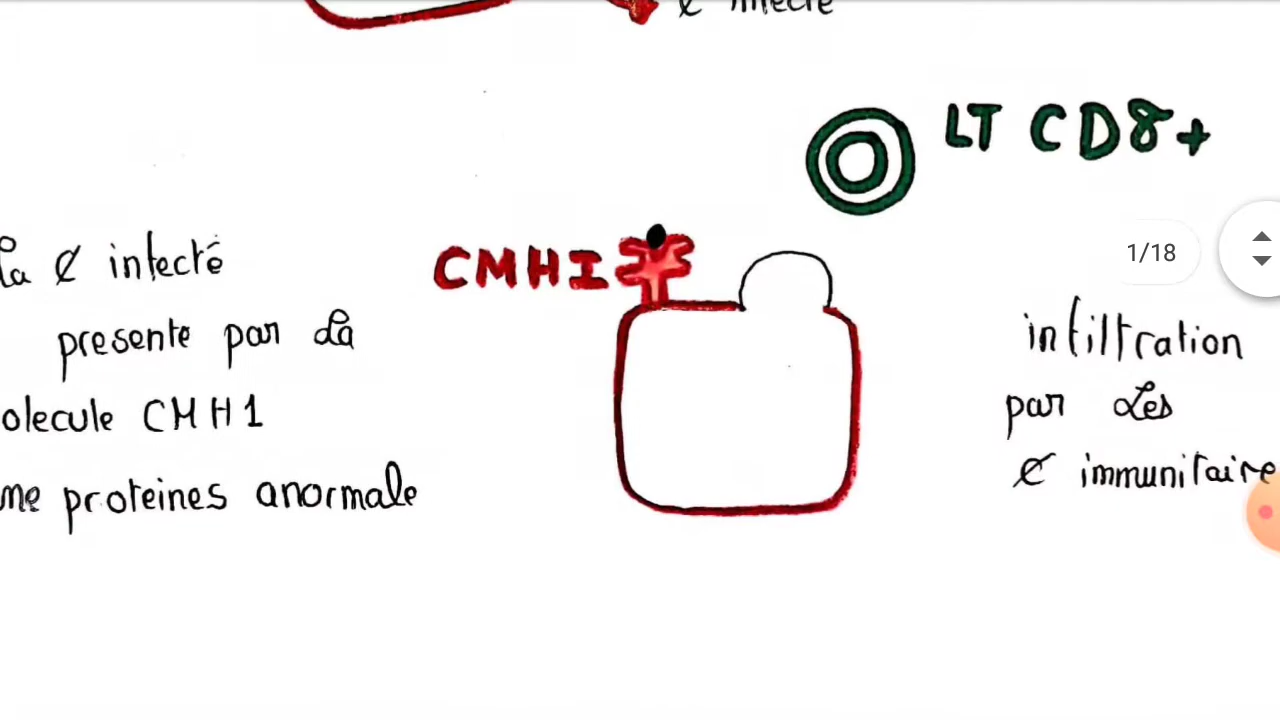 ¢ infecté
LT CD8+
La ¢ infecté
CMHI
1/18
presente par La
infiltration
olecule CMH1
par Les
¢ immunitaire
me proteines anormale